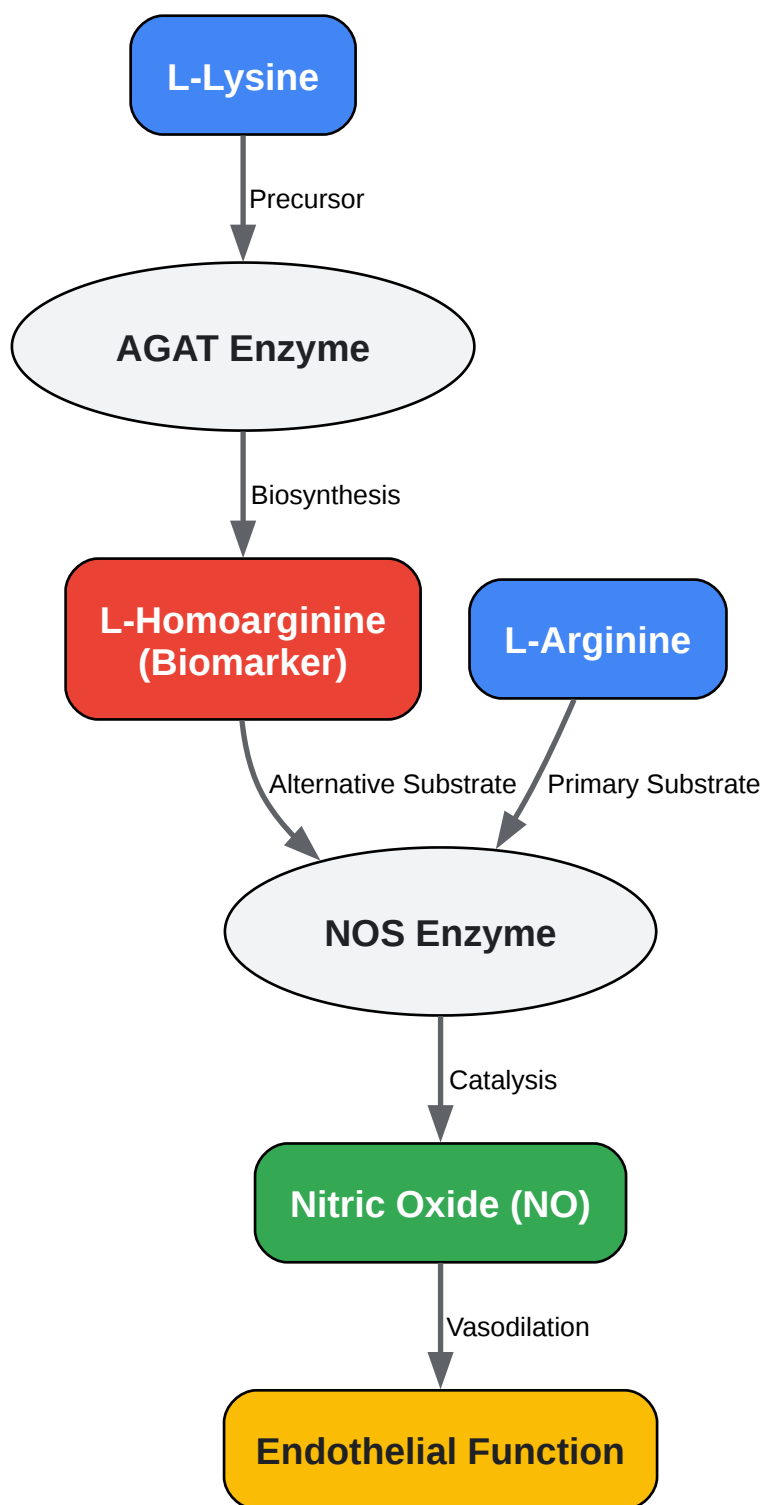 L-Lysine
Precursor
AGAT Enzyme
Biosynthesis
L-Homoarginine
(Biomarker)
L-Arginine
Alternative Substrate
Primary Substrate
NOS Enzyme
Catalysis
Nitric Oxide (NO)
Vasodilation
Endothelial Function